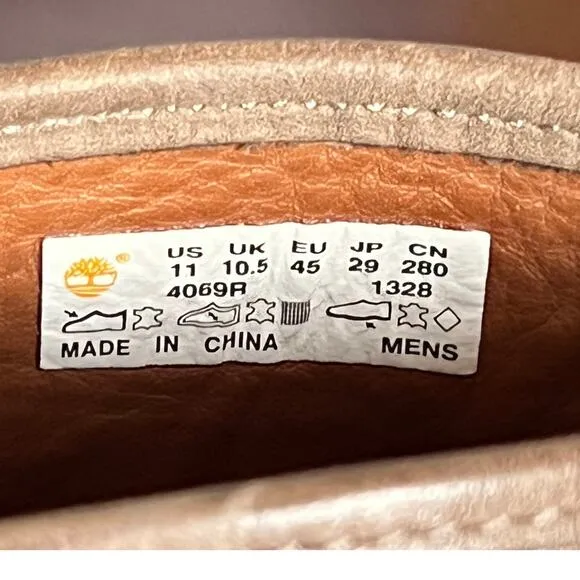 ® US UK EU JP CN
11 10.5 45 29 280
4069R 1328
MADE IN CHINA MENS